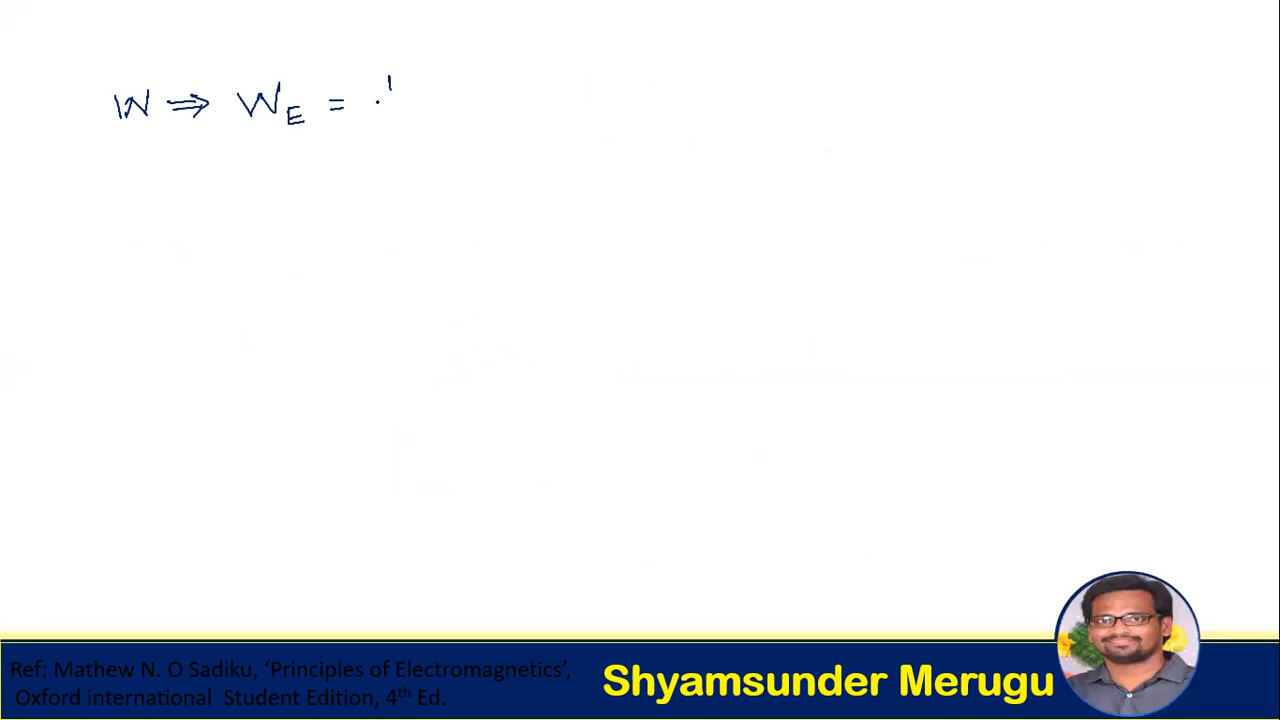 W ⇒ W_E =
Ref: Mathew N. O Sadiku, ‘Principles of Electromagnetics’,
Oxford international Student Edition, 4th Ed.
Shyamsunder Merugu